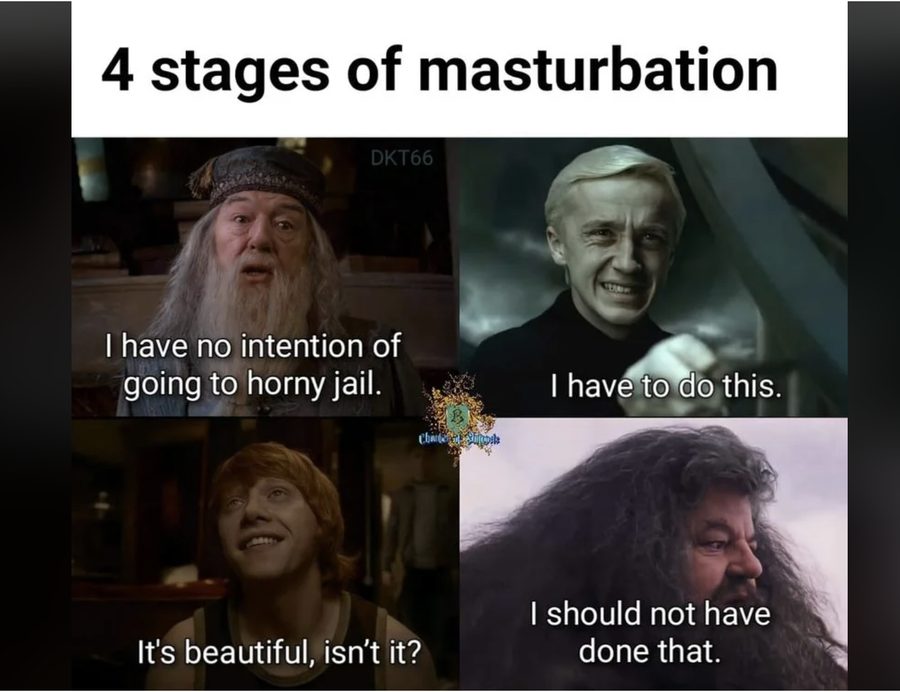 4 stages of masturbation
DKT66
I have no intention of
going to horny jail.
I have to do this.
It's beautiful, isn’t it?
I should not have
done that.